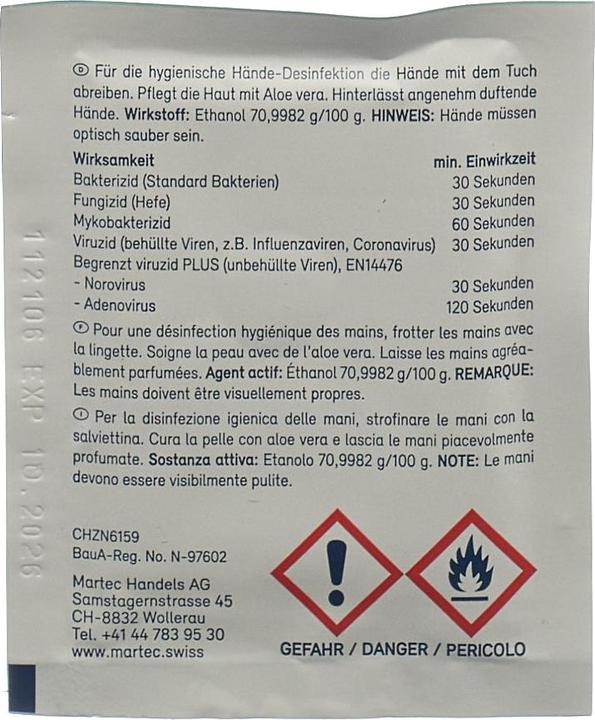 D Für die hygienische Hände-Desinfektion die Hände mit dem Tuch
abreiben. Pflegt die Haut mit Aloe vera. Hinterlässt angenehm duftende
Hände. Wirkstoff: Ethanol 70,9982 g/100 g. HINWEIS: Hände müssen
optisch sauber sein.
Wirksamkeit min. Einwirkzeit
Bakterizid (Standard Bakterien) 30 Sekunden
Fungizid (Hefe) 30 Sekunden
Mykobakterizid 60 Sekunden
Viruzid (behüllte Viren, z.B. Influenzaviren, Coronavirus) 30 Sekunden
Begrenzt viruzid PLUS (unbehüllte Viren), EN14476
- Norovirus 30 Sekunden
- Adenovirus 120 Sekunden
F Pour une désinfection hygiénique des mains, frotter les mains avec
la lingette. Soigne la peau avec de l'aloe vera. Laisse les mains agréa-
blement parfumées. Agent actif: Éthanol 70,9982 g/100 g. REMARQUE:
Les mains doivent être visuellement propres.
I Per la disinfezione igienica delle mani, strofinare le mani con la
salviettina. Cura la pelle con aloe vera e lascia le mani piacevolmente
profumate. Sostanza attiva: Etanolo 70,9982 g/100 g. NOTE: Le mani
devono essere visibilmente pulite.
CHZN6159
BauA-Reg. No. N-97602
Martec Handels AG
Samstagernstrasse 45
CH-8832 Wollerau
Tel. +41 44 783 95 30
www.martec.swiss
GEFAHR / DANGER / PERICOLO
112106 EXP 10.2026